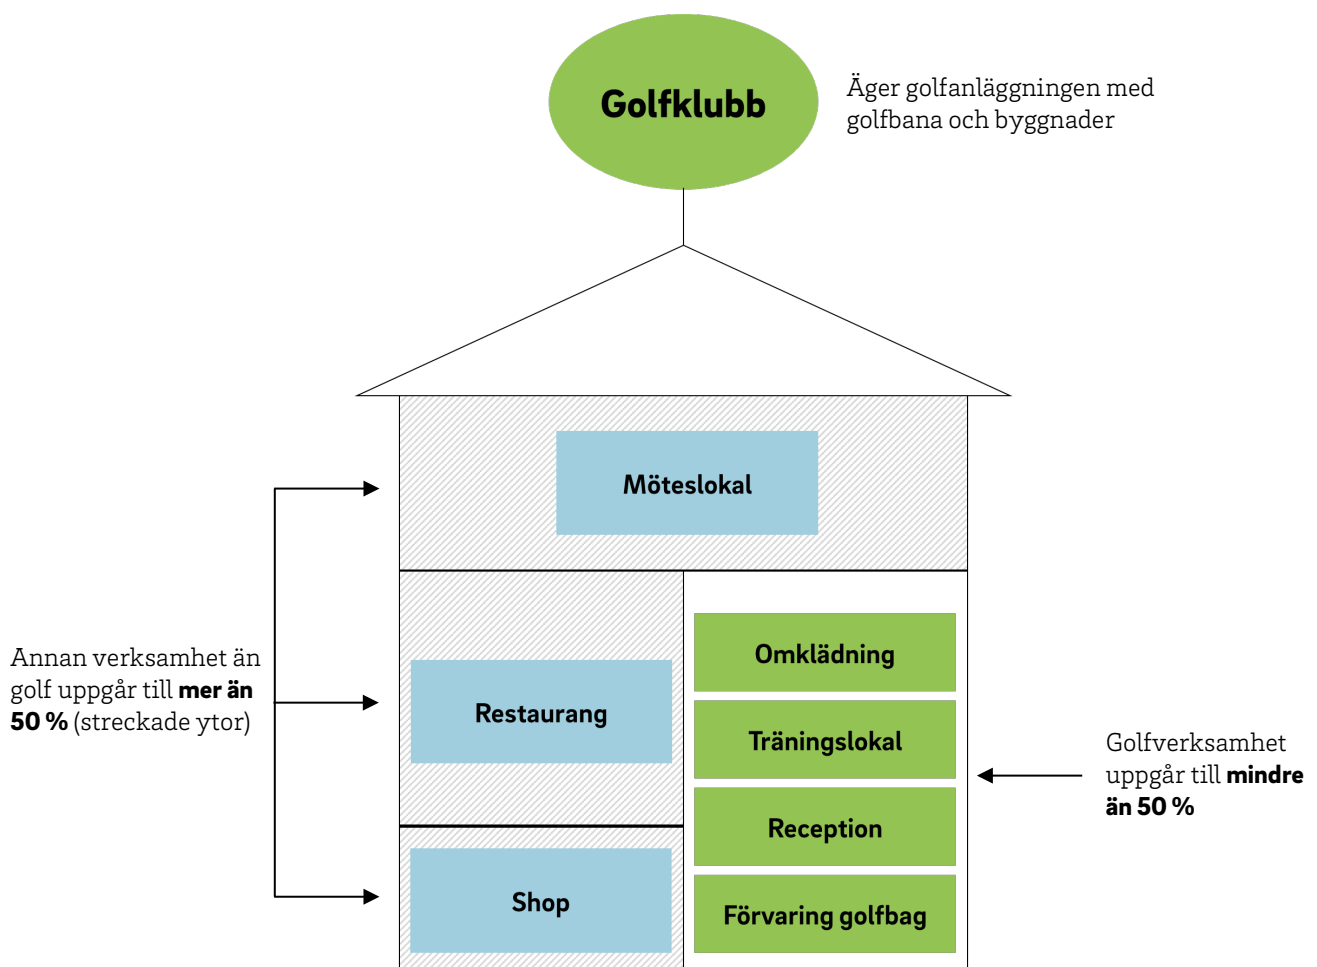 Golfklubb
Äger golfanläggningen med
golfbana och byggnader
Möteslokal
Annan verksamhet än
golf uppgår till mer än
50 % (streckade ytor)
Restaurang
Shop
Omklädning
Träningslokal
Reception
Förvaring golfbag
Golfverksamhet
uppgår till mindre
än 50 %